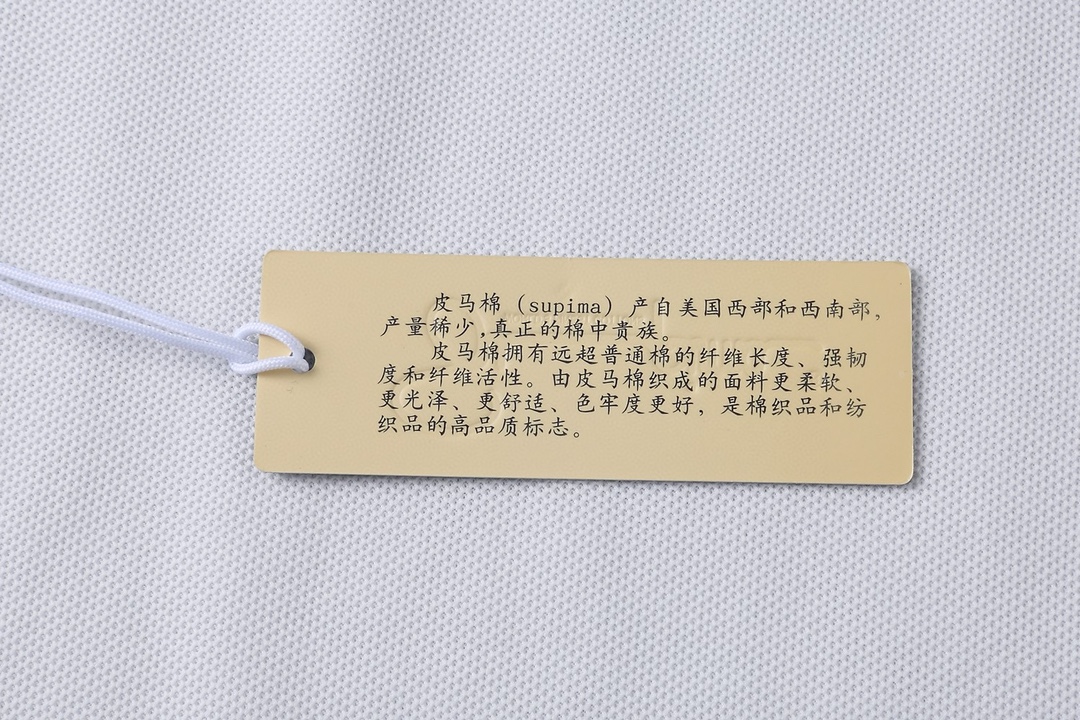 皮马棉（supima）产自美国西部和西南部，
产量稀少,真正的棉中贵族。
皮马棉拥有远超普通棉的纤维长度、强韧
度和纤维活性。由皮马棉织成的面料更柔软、
更光泽、更舒适、色牢度更好，是棉织品和纺
织品的高品质标志。